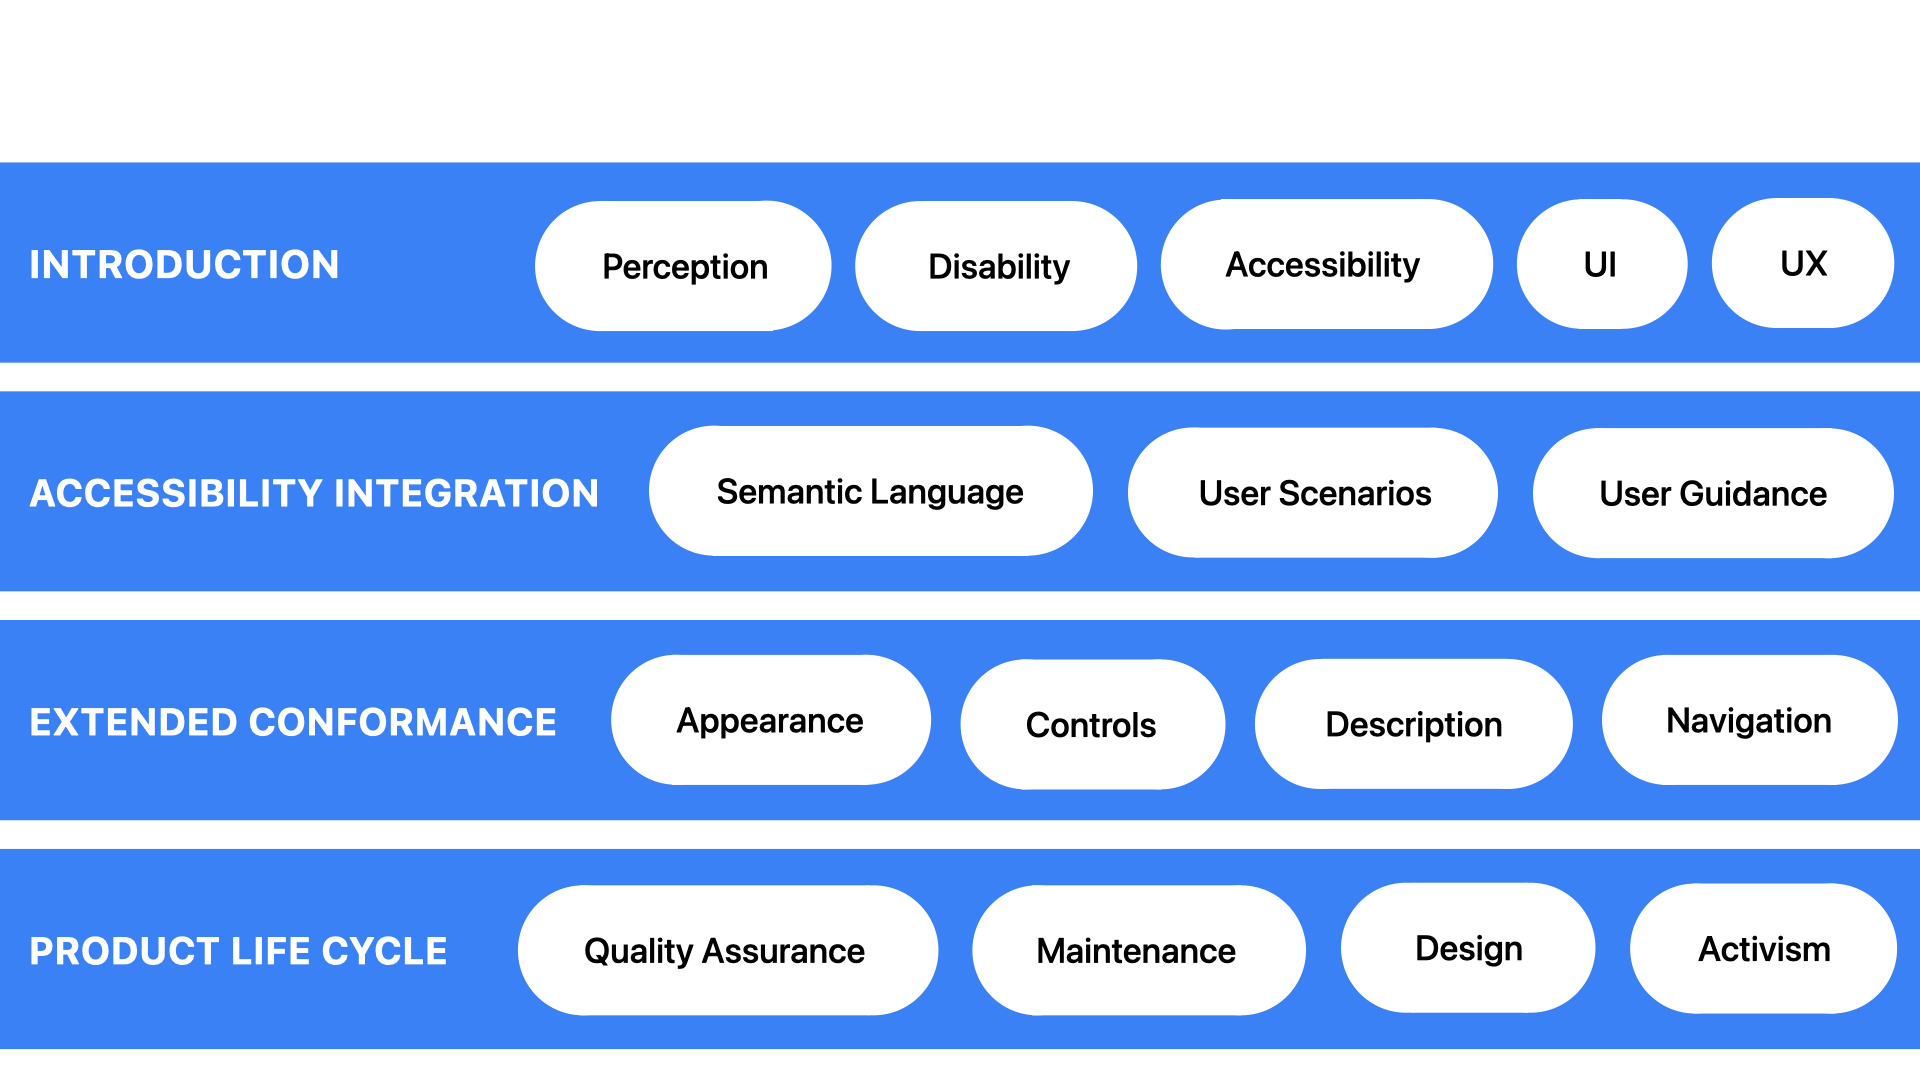 INTRODUCTION Perception Disability Accessibility UI UX
ACCESSIBILITY INTEGRATION Semantic Language User Scenarios User Guidance
EXTENDED CONFORMANCE Appearance Controls Description Navigation
PRODUCT LIFE CYCLE Quality Assurance Maintenance Design Activism